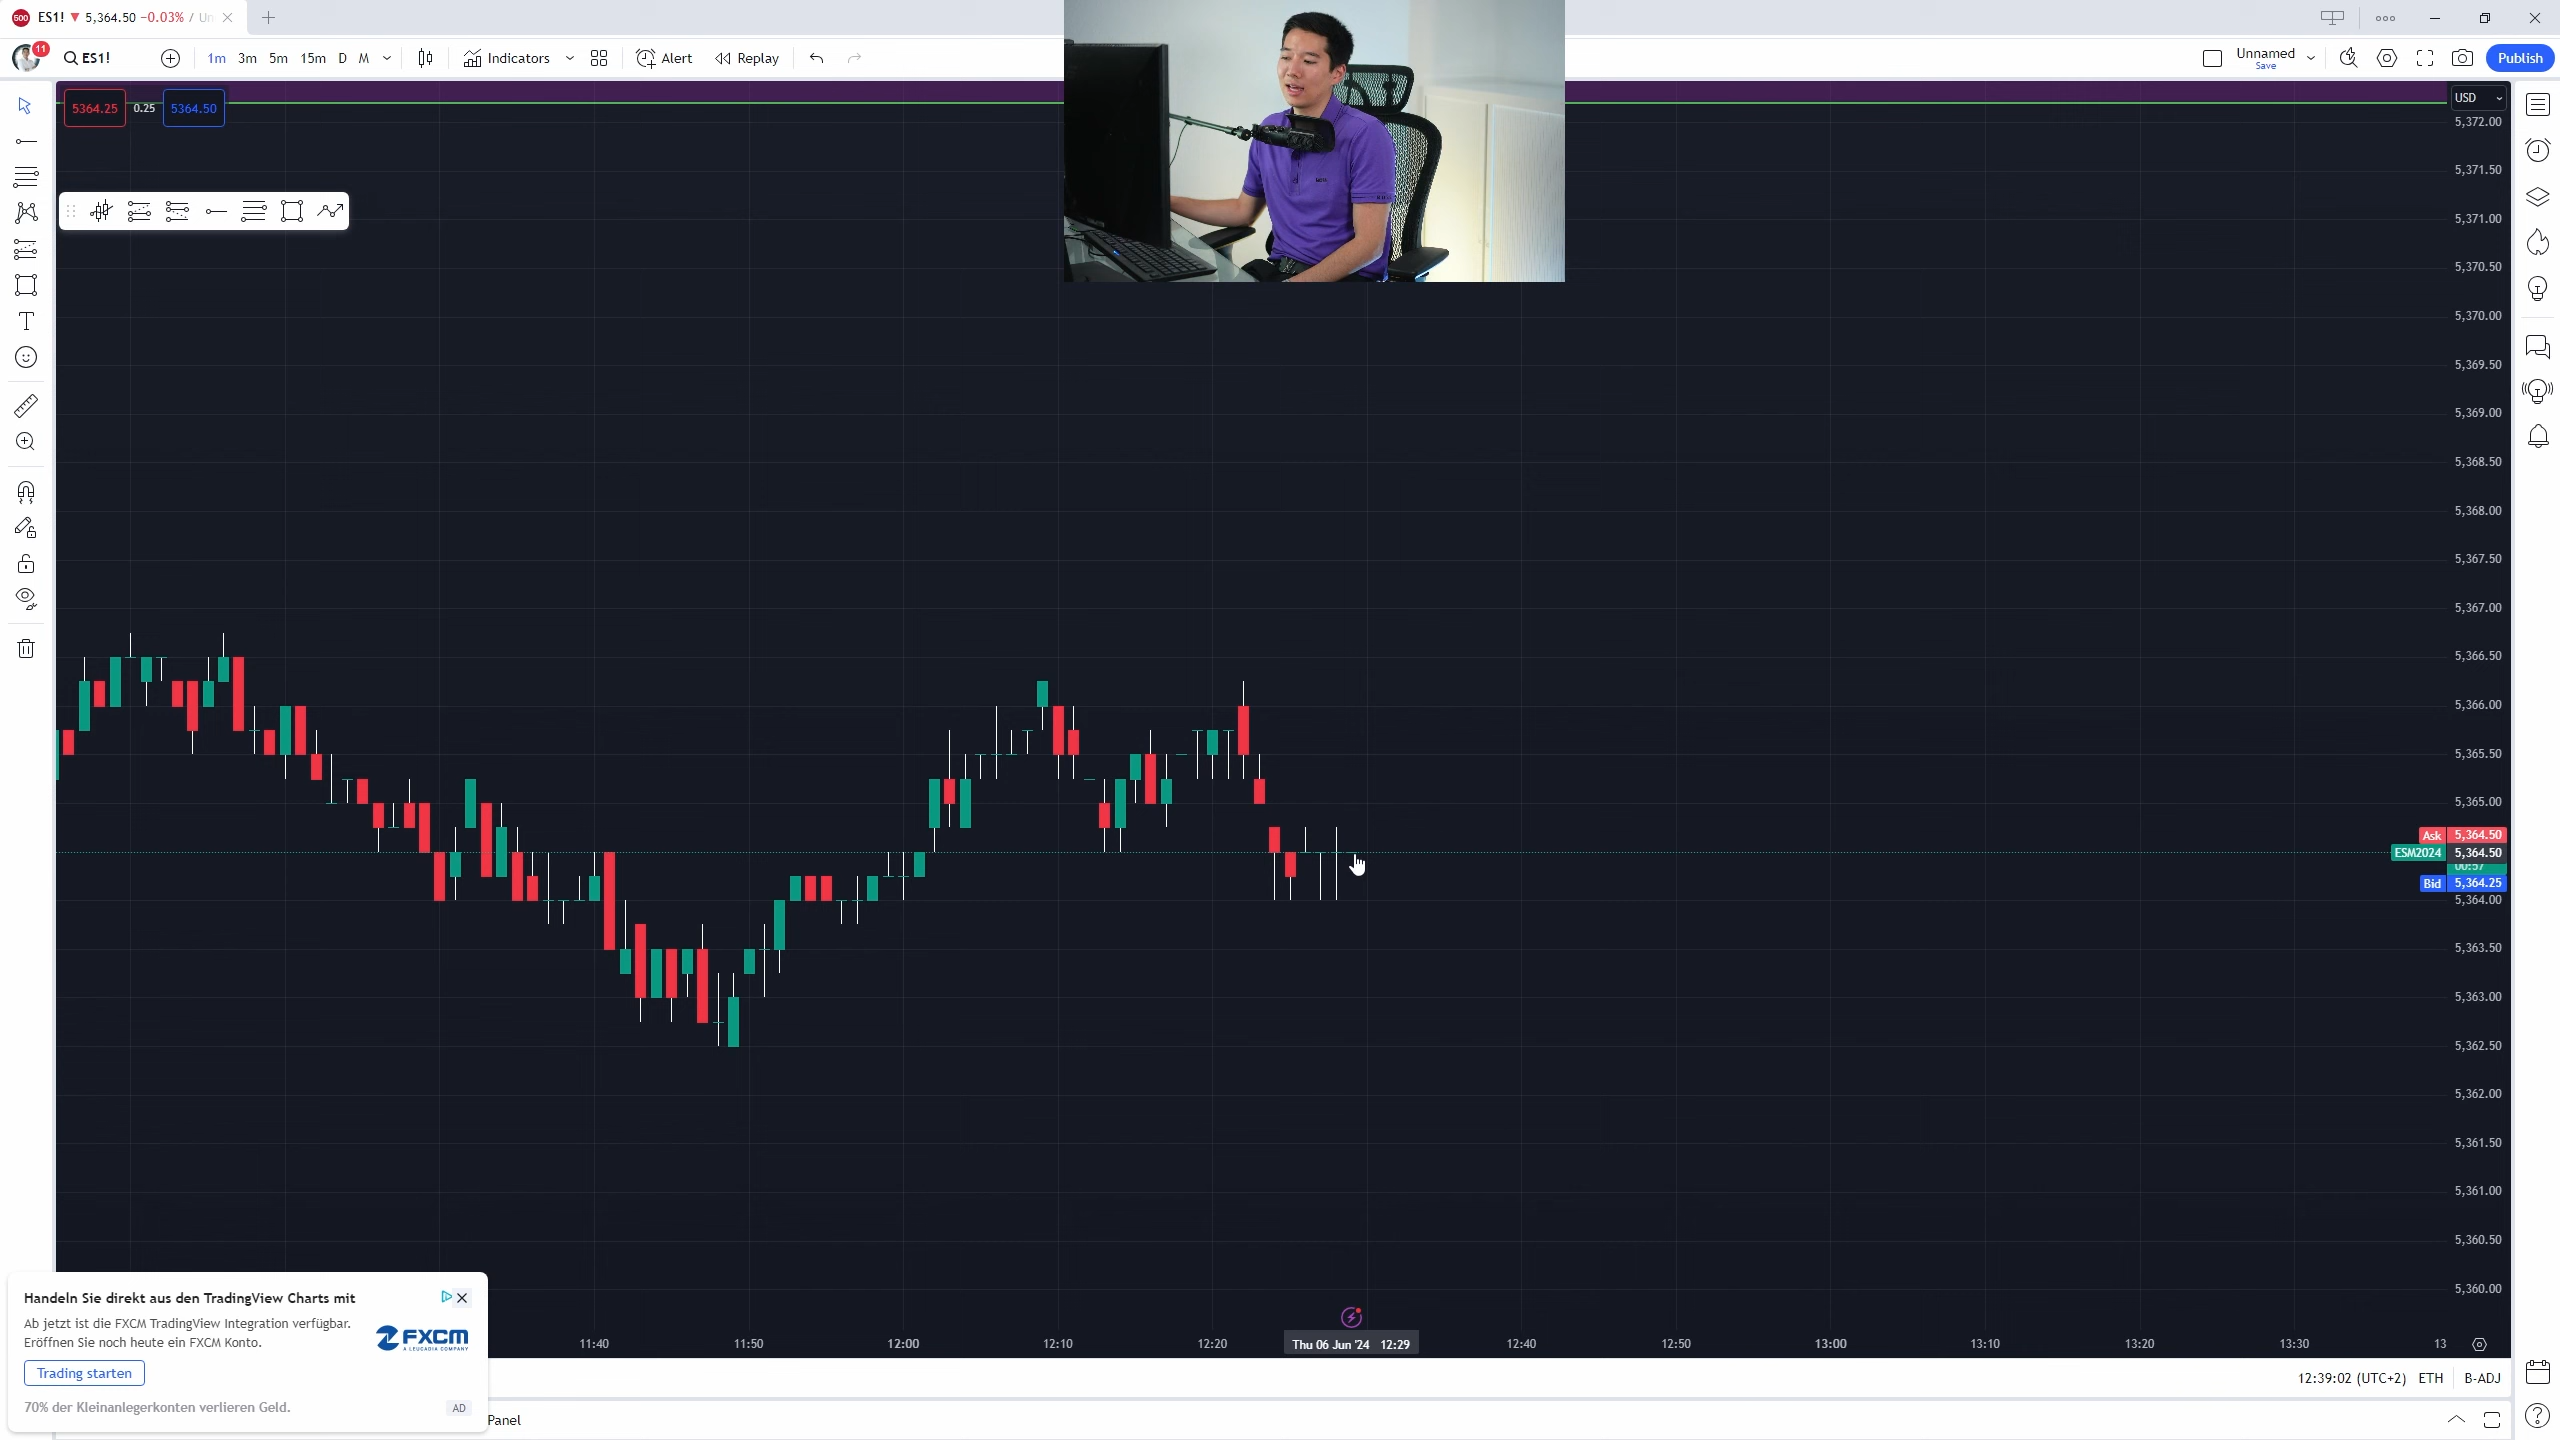 ES1! ▼ 5,364.50 −0.03% / Un
11
ES1!
1m 3m 5m 15m D M
Indicators
Alert
Replay
Unnamed
Save
Publish
5364.25 0.25 5364.50
USD
5,372.00
5,371.50
5,371.00
5,370.50
5,370.00
5,369.50
5,369.00
5,368.50
5,368.00
5,367.50
5,367.00
5,366.50
5,366.00
5,365.50
5,365.00
Ask 5,364.50
ESM2024 5,364.50
00:57
Bid 5,364.25
5,364.00
5,363.50
5,363.00
5,362.50
5,362.00
5,361.50
5,361.00
5,360.50
5,360.00
11:40 11:50 12:00 12:10 12:20 Thu 06 Jun '24 12:29 12:40 12:50 13:00 13:10 13:20 13:30 13
Handeln Sie direkt aus den TradingView Charts mit
Ab jetzt ist die FXCM TradingView Integration verfügbar.
Eröffnen Sie noch heute ein FXCM Konto.
FXCM
A LEUCADIA COMPANY
Trading starten
70% der Kleinanlegerkonten verlieren Geld.
AD
12:39:02 (UTC+2) ETH B-ADJ
Panel